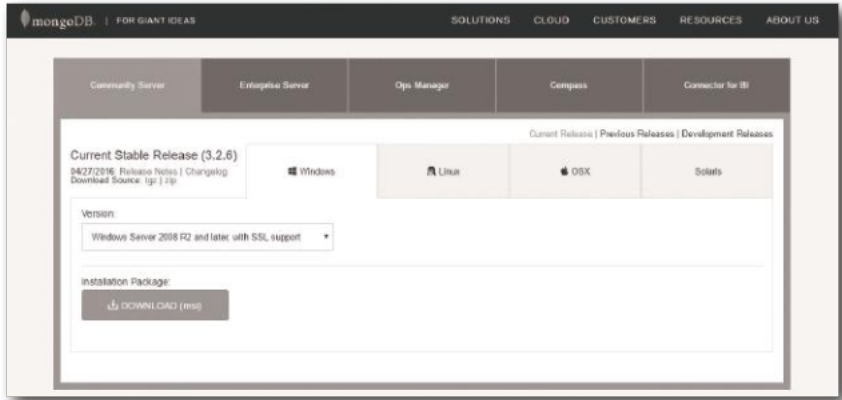 mongoDB. | FOR GIANT IDEAS SOLUTIONS CLOUD CUSTOMERS RESOURCES ABOUT US
Community Server Enterprise Server Ops Manager Compass Connector for BI
Current Release | Previous Releases | Development Releases
Current Stable Release (3.2.6)
04/27/2016: Release Notes | Changelog
Download Source: tgz | zip
Windows Linux OSX Solaris
Version:
Windows Server 2008 R2 and later, with SSL support
Installation Package:
DOWNLOAD (msi)